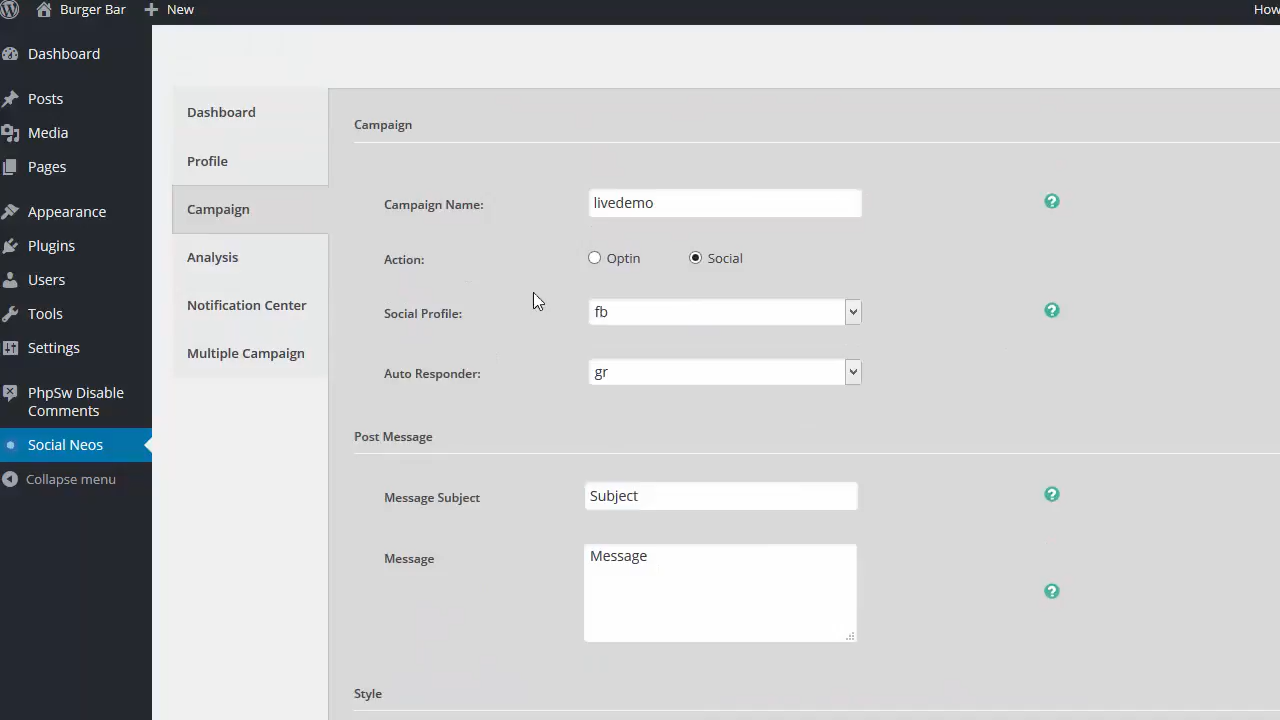 Burger Bar New How
Dashboard
Posts
Media
Pages
Appearance
Plugins
Users
Tools
Settings
PhpSw Disable
Comments
Social Neos
Collapse menu
Dashboard
Profile
Campaign
Analysis
Notification Center
Multiple Campaign
Campaign
Campaign Name: livedemo
Action: Optin Social
Social Profile: fb
Auto Responder: gr
Post Message
Message Subject Subject
Message Message
Style